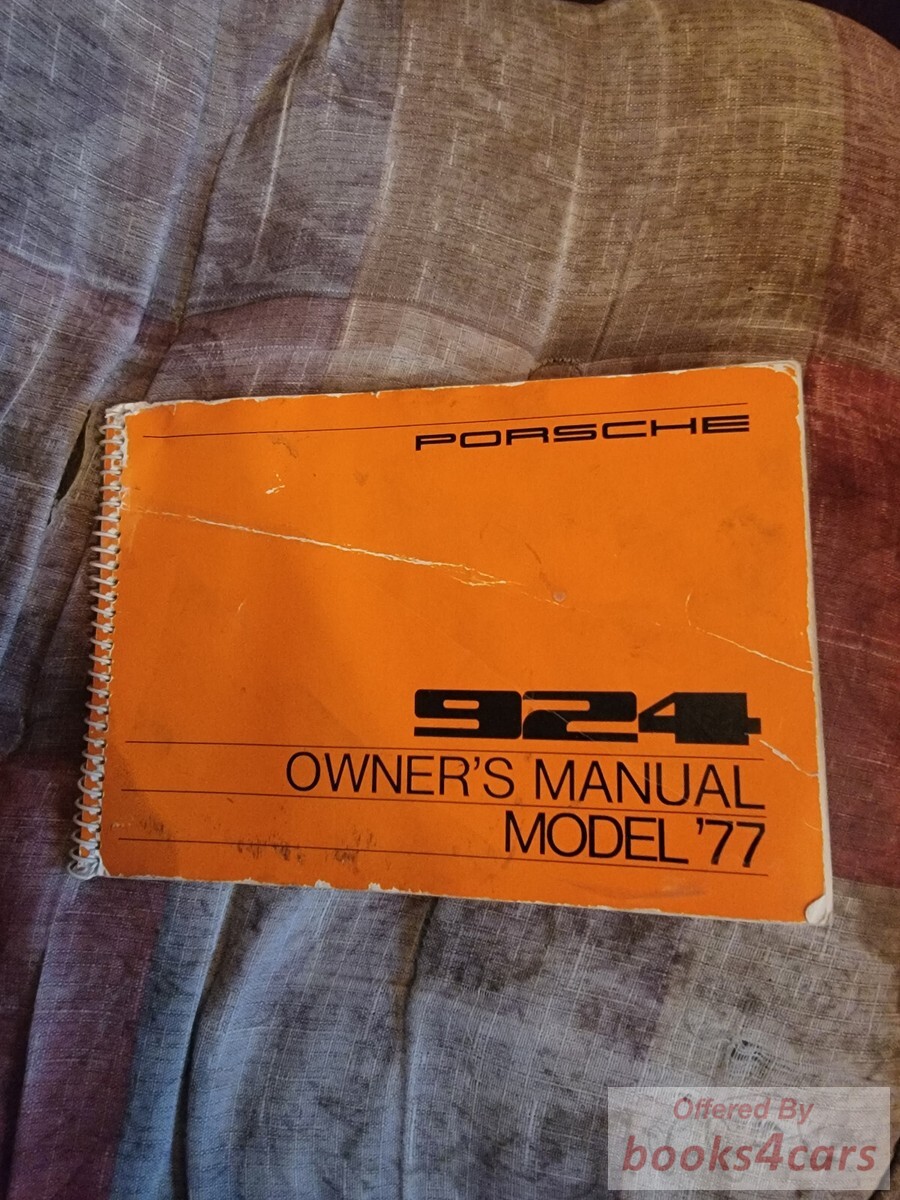 PORSCHE
924
OWNER'S MANUAL
MODEL '77
Offered By
books4cars